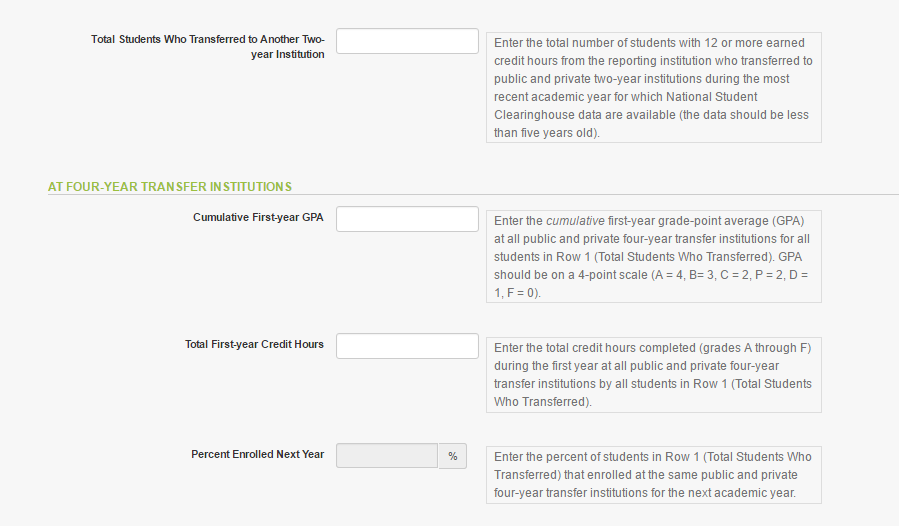 Total Students Who Transferred to Another Two-
year Institution
Enter the total number of students with 12 or more earned
credit hours from the reporting institution who transferred to
public and private two-year institutions during the most
recent academic year for which National Student
Clearinghouse data are available (the data should be less
than five years old).
AT FOUR-YEAR TRANSFER INSTITUTIONS
Cumulative First-year GPA
Enter the cumulative first-year grade-point average (GPA)
at all public and private four-year transfer institutions for all
students in Row 1 (Total Students Who Transferred). GPA
should be on a 4-point scale (A = 4, B= 3, C = 2, P = 2, D =
1, F = 0).
Total First-year Credit Hours
Enter the total credit hours completed (grades A through F)
during the first year at all public and private four-year
transfer institutions by all students in Row 1 (Total Students
Who Transferred).
Percent Enrolled Next Year
%
Enter the percent of students in Row 1 (Total Students Who
Transferred) that enrolled at the same public and private
four-year transfer institutions for the next academic year.